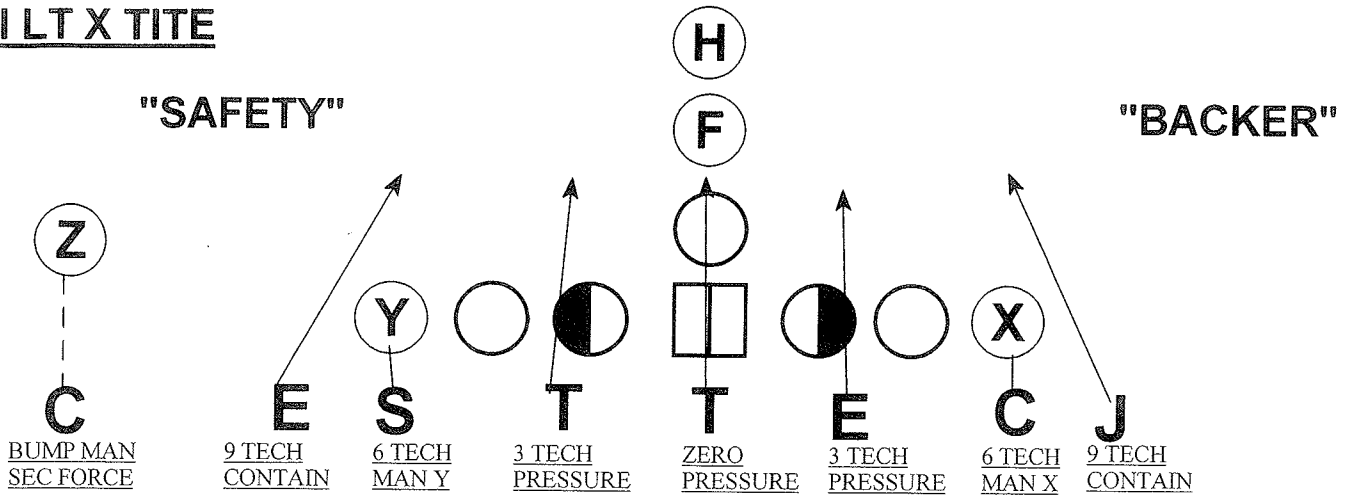 I LT X TITE
H
"SAFETY"
F
"BACKER"
Z
Y
X
C E S T T E C J
BUMP MAN 9 TECH 6 TECH 3 TECH ZERO 3 TECH 6 TECH 9 TECH
SEC FORCE CONTAIN MAN Y PRESSURE PRESSURE PRESSURE MAN X CONTAIN